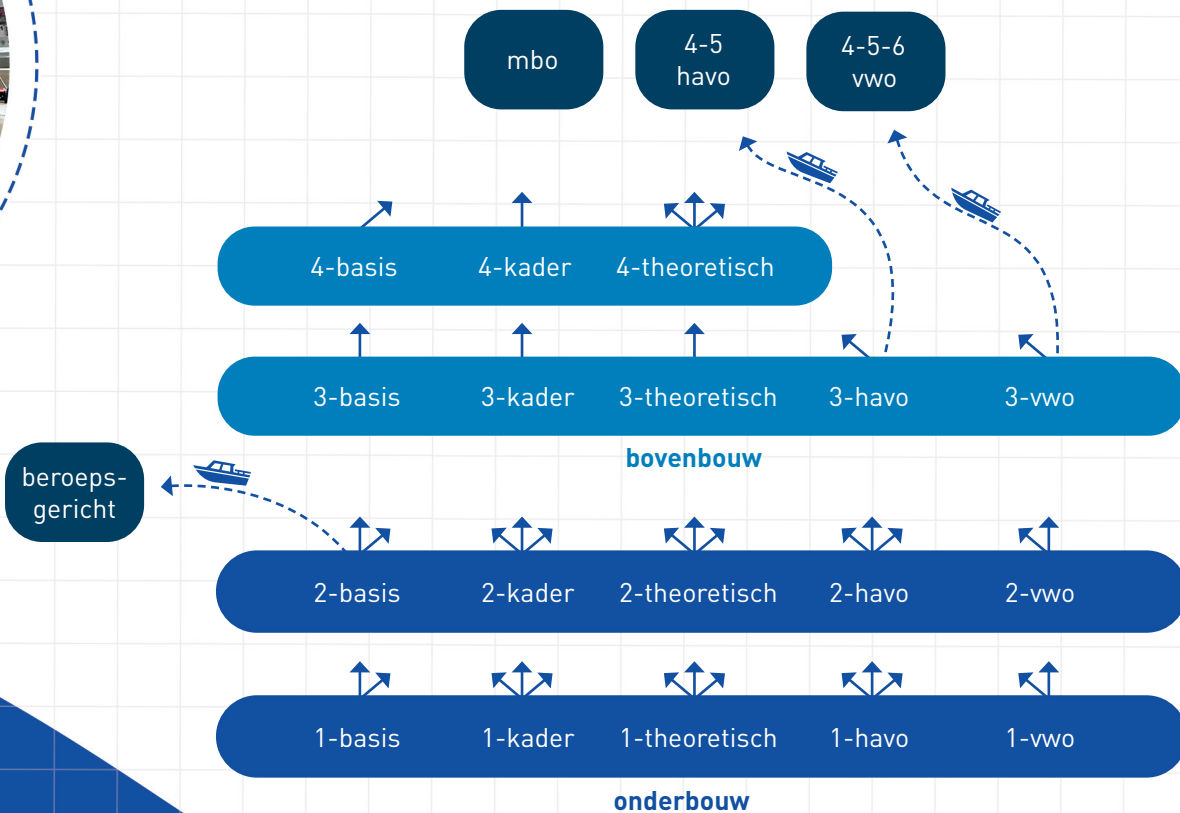 mbo
4-5
havo
4-5-6
vwo
4-basis 4-kader 4-theoretisch
3-basis 3-kader 3-theoretisch 3-havo 3-vwo
bovenbouw
beroeps-
gericht
2-basis 2-kader 2-theoretisch 2-havo 2-vwo
1-basis 1-kader 1-theoretisch 1-havo 1-vwo
onderbouw